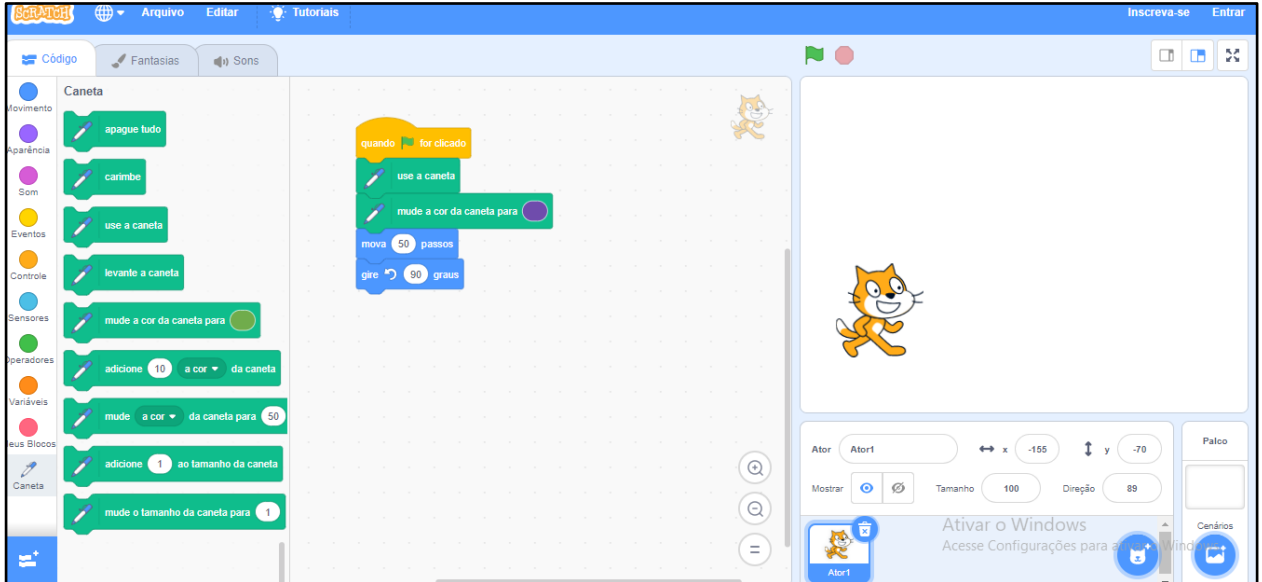 SCRATCH Arquivo Editar Tutoriais Inscreva-se Entrar
Código Fantasias Sons
Movimento
Aparência
Som
Eventos
Controle
Sensores
Operadores
Variáveis
eus Blocos
Caneta
Caneta
apague tudo
carimbe
use a caneta
levante a caneta
mude a cor da caneta para
adicione 10 a cor da caneta
mude a cor da caneta para 50
adicione 1 ao tamanho da caneta
mude o tamanho da caneta para 1
quando for clicado
use a caneta
mude a cor da caneta para
mova 50 passos
gire 90 graus
Ator Ator1 x -155 y -70
Mostrar Tamanho 100 Direção 89
Ator1
Palco
Cenários
Ativar o Windows
Acesse Configurações para